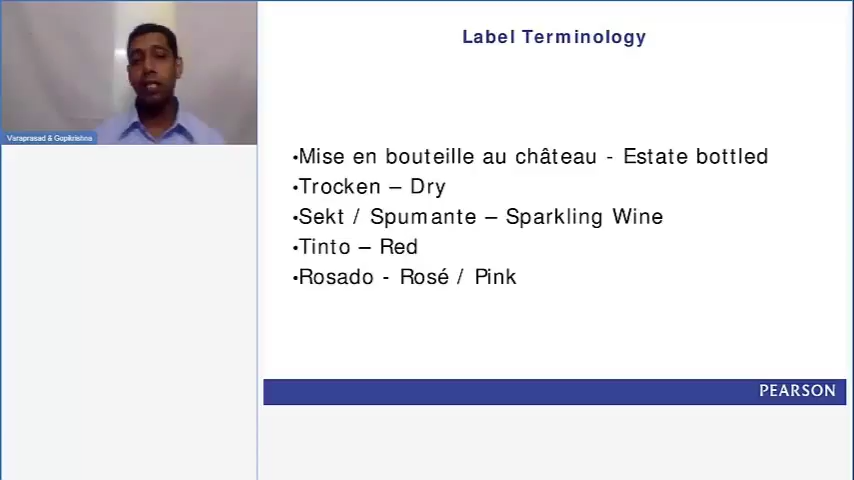 Label Terminology
Varaprasad & Gopikrishna
•Mise en bouteille au château - Estate bottled
•Trocken – Dry
•Sekt / Spumante – Sparkling Wine
•Tinto – Red
•Rosado - Rosé / Pink
PEARSON